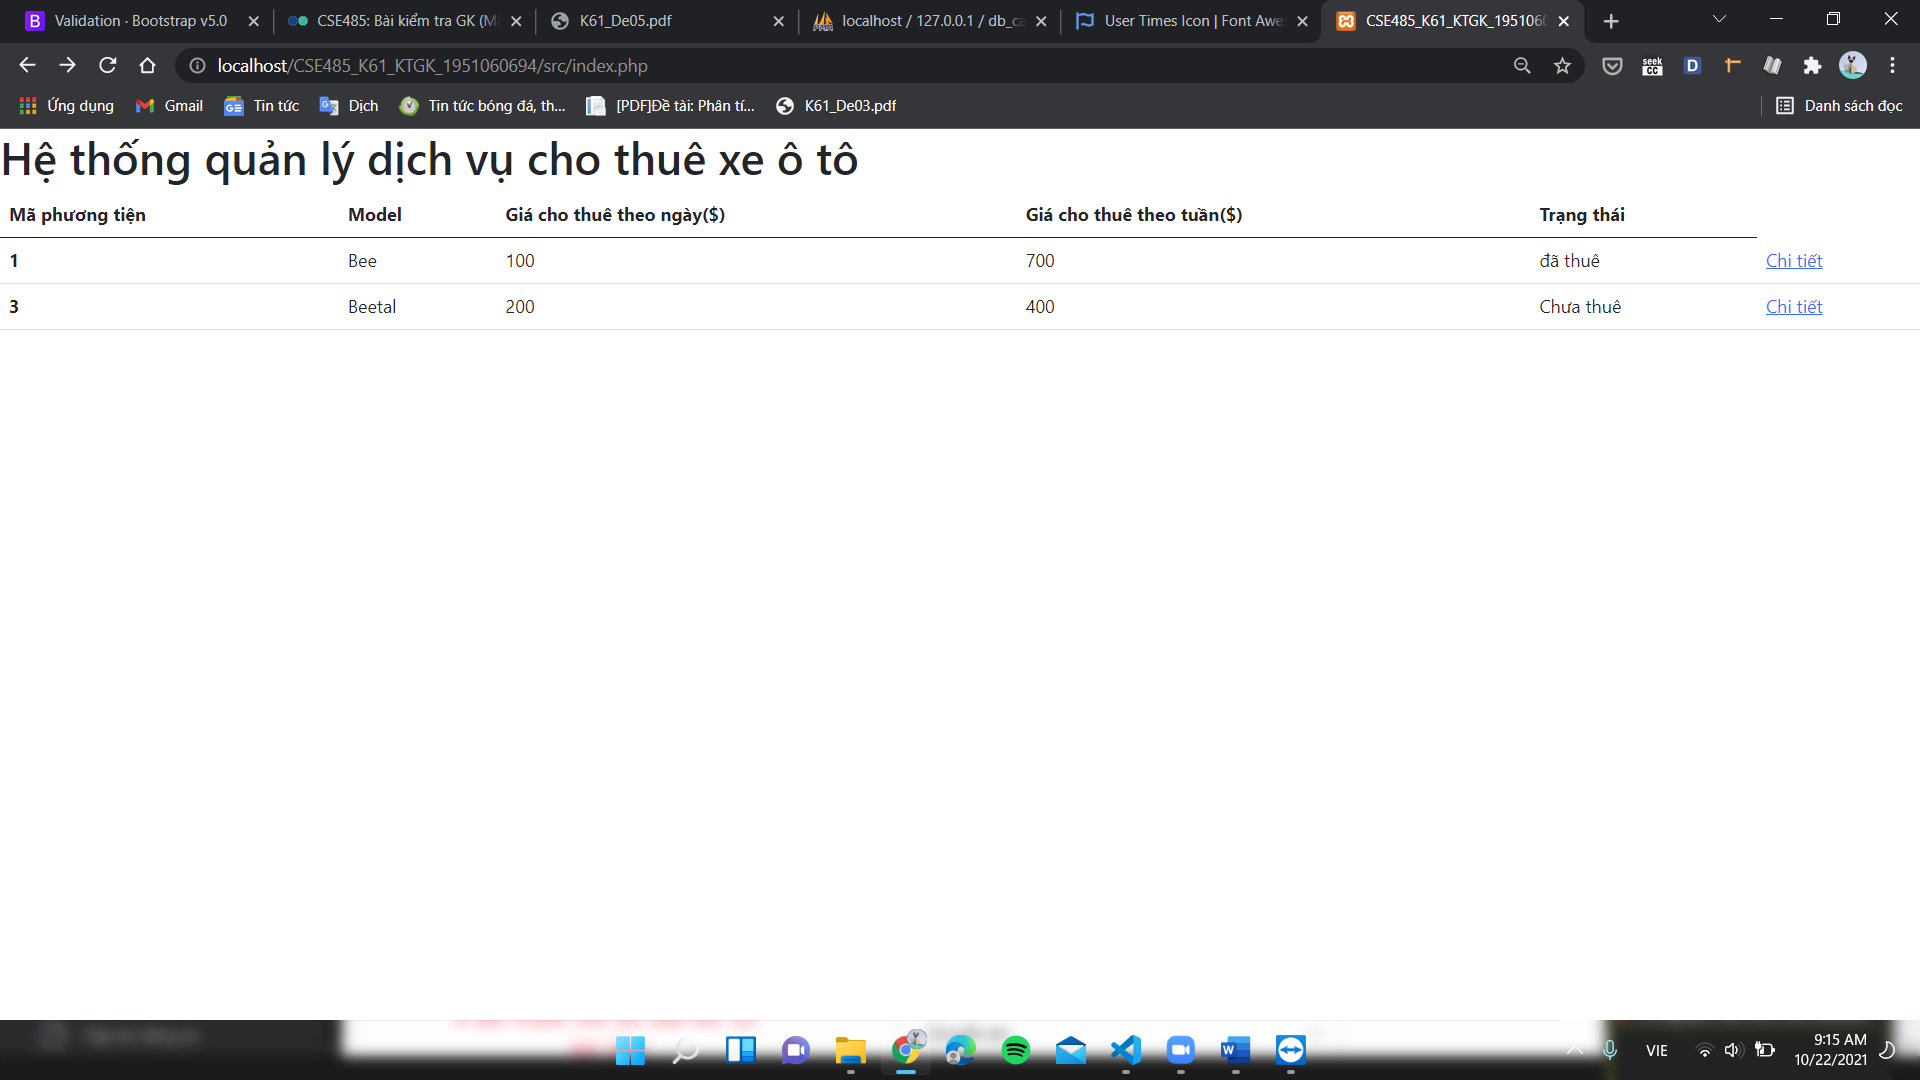 Validation · Bootstrap v5.0
CSE485: Bài kiểm tra GK (M
K61_De05.pdf
localhost / 127.0.0.1 / db_ca
User Times Icon | Font Awe
CSE485_K61_KTGK_1951060
localhost/CSE485_K61_KTGK_1951060694/src/index.php
seek CC
D
Ứng dụng
Gmail
Tin tức
Dịch
Tin tức bóng đá, th...
[PDF]Đề tài: Phân tí...
K61_De03.pdf
Danh sách đọc
Hệ thống quản lý dịch vụ cho thuê xe ô tô
Mã phương tiện Model Giá cho thuê theo ngày($) Giá cho thuê theo tuần($) Trạng thái
1 Bee 100 700 đã thuê Chi tiết
3 Beetal 200 400 Chưa thuê Chi tiết
VIE
9:15 AM
10/22/2021